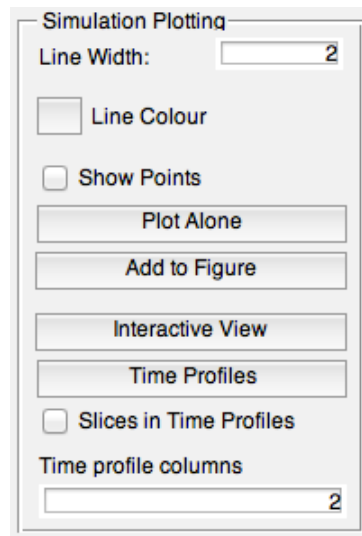 Simulation Plotting
Line Width: 2
Line Colour
Show Points
Plot Alone
Add to Figure
Interactive View
Time Profiles
Slices in Time Profiles
Time profile columns
2